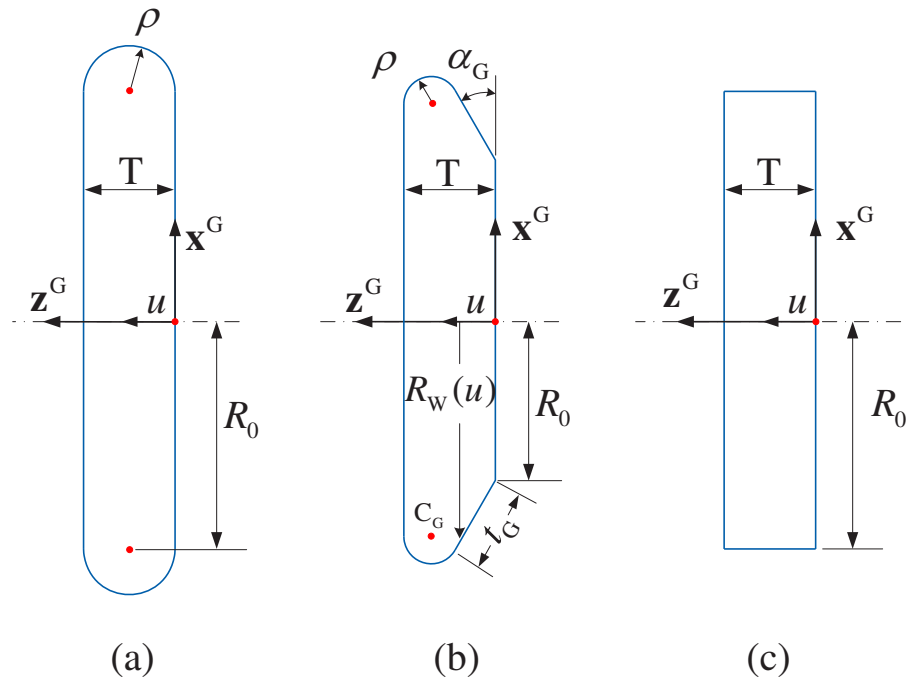 ρ
T
x^G
z^G
u
R_0
(a)
ρ
α_G
T
x^G
z^G
u
R_W(u)
R_0
C_G
t_G
(b)
T
x^G
z^G
u
R_0
(c)